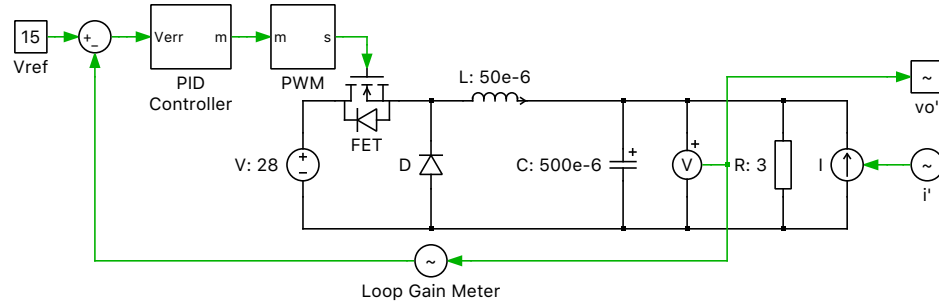 15
Vref
+
−
Verr
m
PID
Controller
m
s
PWM
FET
V: 28
+
−
D
L: 50e-6
C: 500e-6
+
V
+
R: 3
I
~
vo'
~
i'
~
Loop Gain Meter